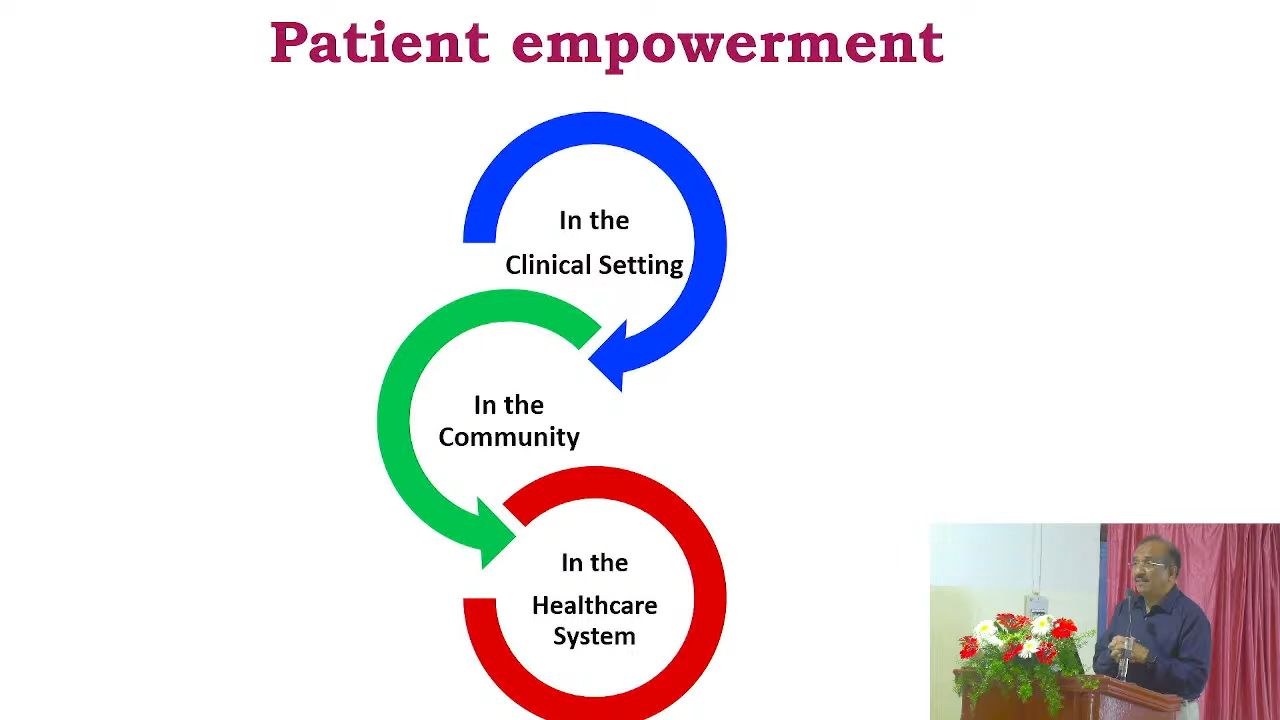 Patient empowerment
In the
Clinical Setting
In the
Community
In the
Healthcare
System